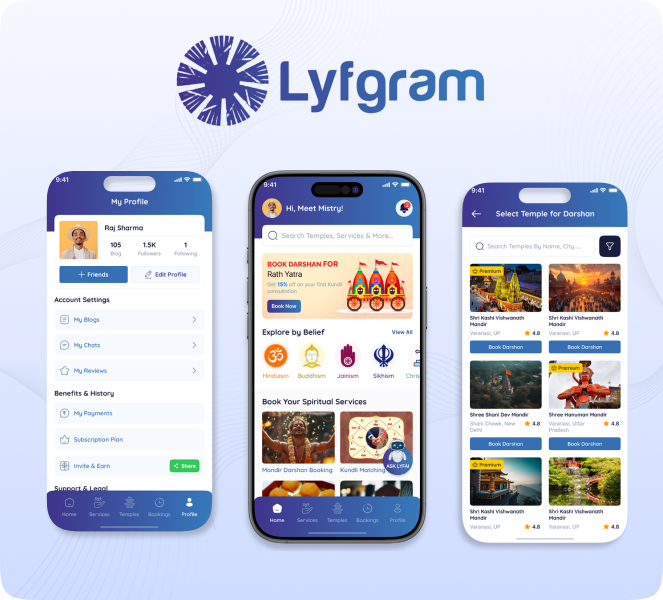 Lyfgram
9:41
My Profile
Raj Sharma
105
Blog
1.5K
Followers
1
Following
+ Friends
Edit Profile
Account Settings
My Blogs
My Chats
My Reviews
Benefits & History
My Payments
Subscription Plan
Invite & Earn
Share
Support & Legal
Home
Services
Temples
Bookings
Profile
9:41
Hi, Meet Mistry!
Search Temples, Services & More...
BOOK DARSHAN FOR
Rath Yatra
Get 15% off on your first Kundli
consultation
Book Now
Explore by Belief
View All
Hinduism
Buddhism
Jainism
Sikhism
Chris
Book Your Spiritual Services
Mandir Darshan Booking
Kundli Matching
ASK LYFAI
Home
Services
Temples
Bookings
Profile
9:41
Select Temple for Darshan
Search Temples By Name, City.....
Premium
Shri Kashi Vishwanath
Mandir
Varanasi, UP
4.8
Book Darshan
Shri Kashi Vishwanath
Mandir
Varanasi, UP
4.8
Book Darshan
Shree Shani Dev Mandir
Shani Chowk, New
Delhi
4.8
Book Darshan
Premium
Shree Hanuman Mandir
Varanasi, Uttar
Pradesh
4.8
Book Darshan
Premium
Shri Kashi Vishwanath
Mandir
Varanasi, UP
4.8
Shri Kashi Vishwanath
Mandir
Varanasi, UP
4.8